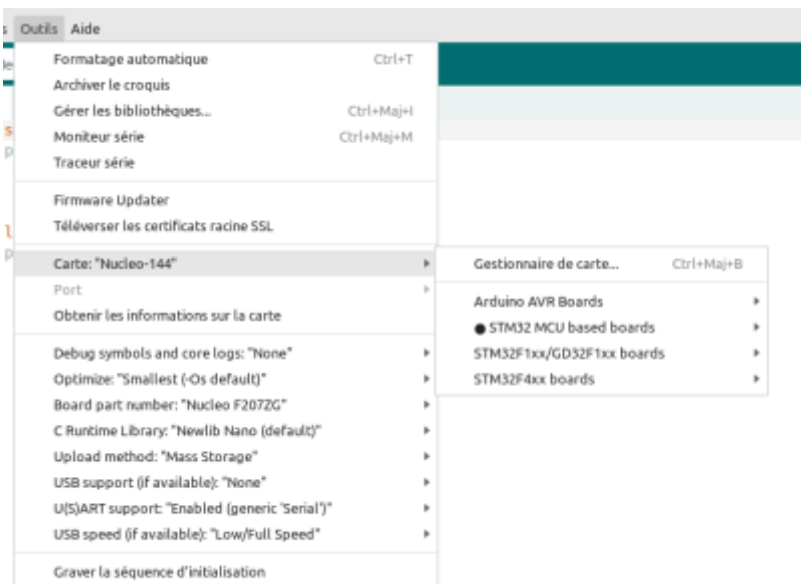 s Outils Aide
Formatage automatique Ctrl+T
Archiver le croquis
Gérer les bibliothèques... Ctrl+Maj+I
Moniteur série Ctrl+Maj+M
Traceur série
Firmware Updater
Téléverser les certificats racine SSL
Carte: "Nucleo-144"
Port
Obtenir les informations sur la carte
Debug symbols and core logs: "None"
Optimize: "Smallest (-Os default)"
Board part number: "Nucleo F207ZG"
C Runtime Library: "Newlib Nano (default)"
Upload method: "Mass Storage"
USB support (if available): "None"
U(S)ART support: "Enabled (generic 'Serial')"
USB speed (if available): "Low/Full Speed"
Graver la séquence d'initialisation
Gestionnaire de carte... Ctrl+Maj+B
Arduino AVR Boards
STM32 MCU based boards
STM32F1xx/GD32F1xx boards
STM32F4xx boards